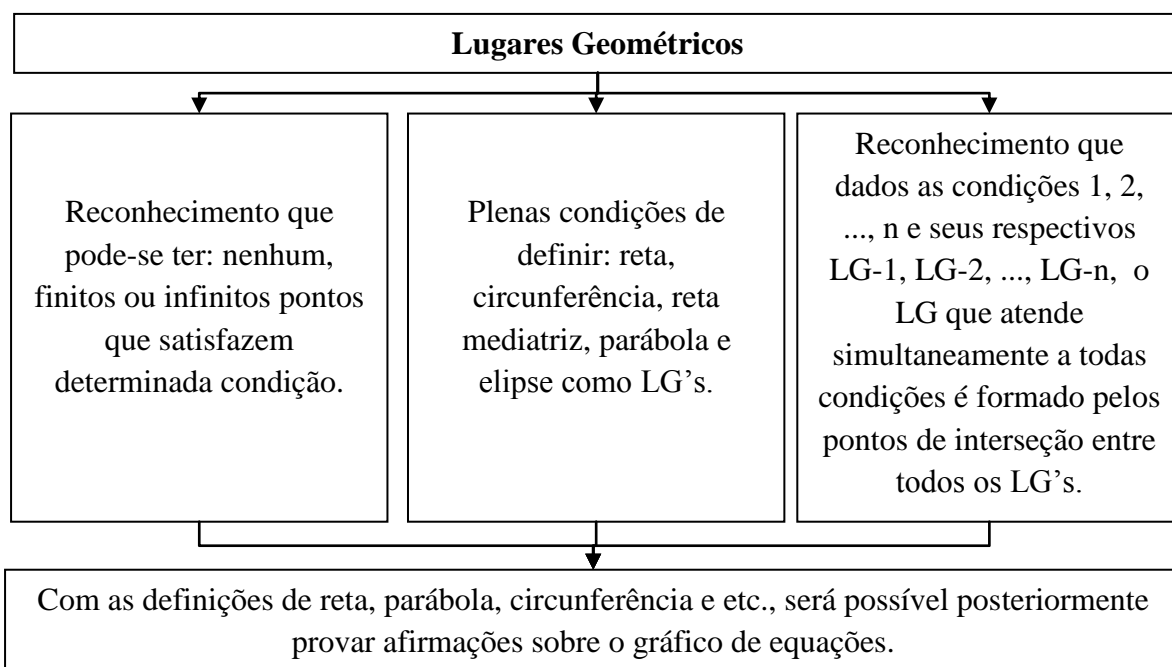 Lugares Geométricos
Reconhecimento que
pode-se ter: nenhum,
finitos ou infinitos pontos
que satisfazem
determinada condição.
Plenas condições de
definir: reta,
circunferência, reta
mediatriz, parábola e
elipse como LG’s.
Reconhecimento que
dados as condições 1, 2,
..., n e seus respectivos
LG-1, LG-2, ..., LG-n, o
LG que atende
simultaneamente a todas
condições é formado pelos
pontos de interseção entre
todos os LG’s.
Com as definições de reta, parábola, circunferência e etc., será possível posteriormente
provar afirmações sobre o gráfico de equações.